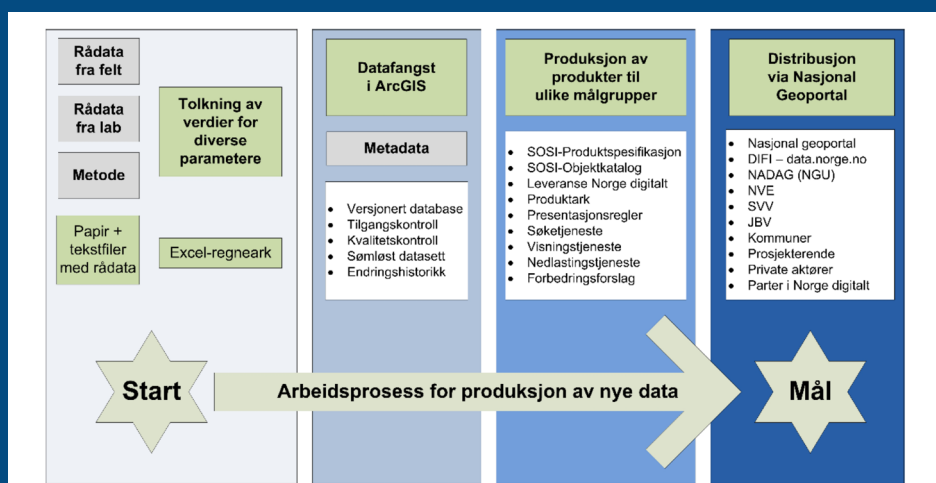 Rådata
fra felt
Rådata
fra lab
Metode
Papir +
tekstfiler
med rådata
Tolkning av
verdier for
diverse
parametere
Excel-regneark
Datafangst
i ArcGIS
Metadata
• Versjonert database
• Tilgangskontroll
• Kvalitetskontroll
• Sømløst datasett
• Endringshistorikk
Produksjon av
produkter til
ulike målgrupper
• SOSI-Produktspesifikasjon
• SOSI-Objektkatalog
• Leveranse Norge digitalt
• Produktark
• Presentasjonsregler
• Søketjeneste
• Visningstjeneste
• Nedlastingstjeneste
• Forbedringsforslag
Distribusjon
via Nasjonal
Geoportal
• Nasjonal geoportal
• DIFI – data.norge.no
• NADAG (NGU)
• NVE
• SVV
• JBV
• Kommuner
• Prosjekterende
• Private aktører
• Parter i Norge digitalt
Start
Arbeidsprosess for produksjon av nye data
Mål